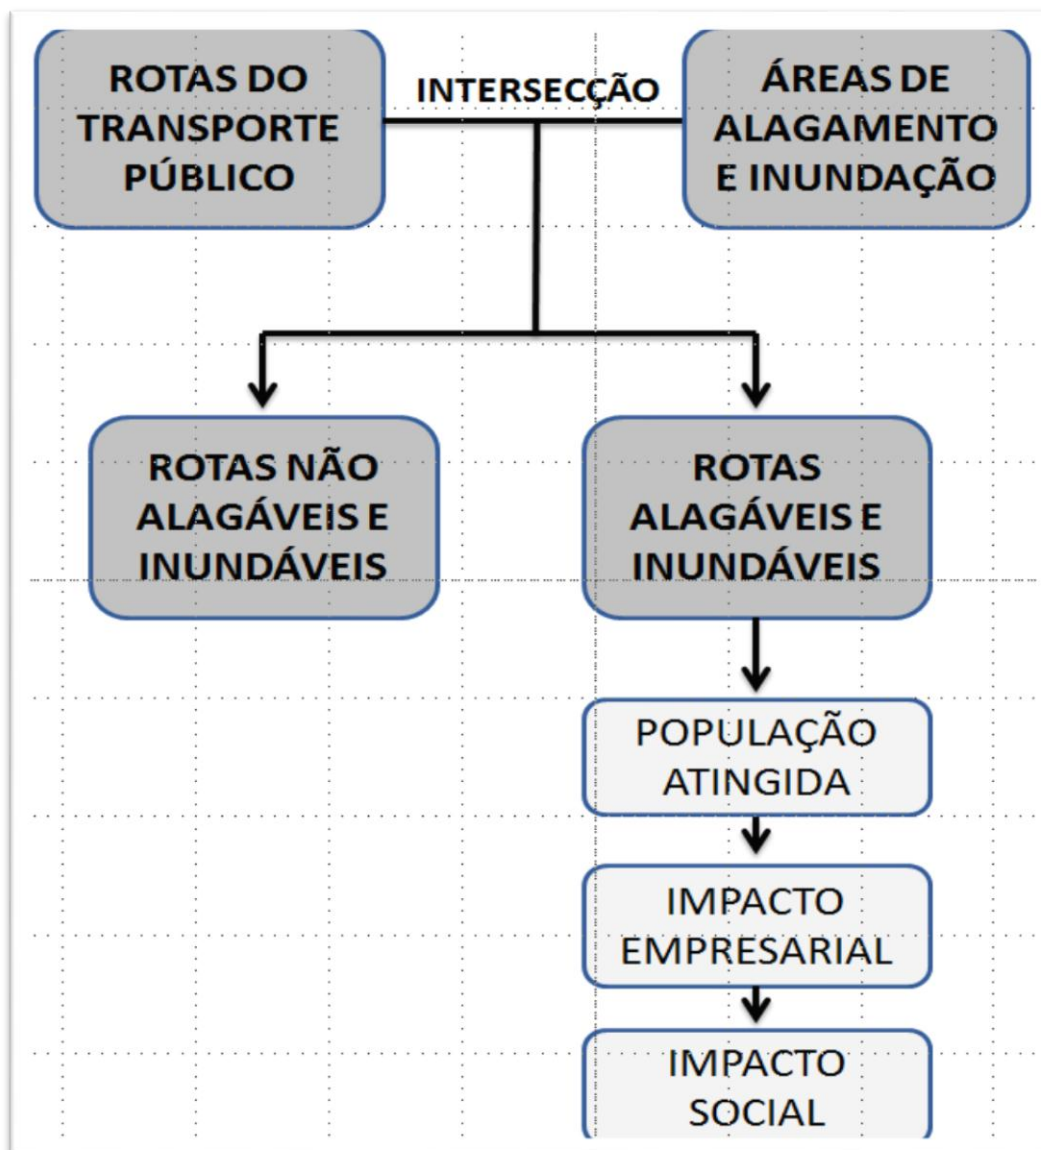 ROTAS DO
TRANSPORTE
PÚBLICO
INTERSECÇÃO
ÁREAS DE
ALAGAMENTO
E INUNDAÇÃO
ROTAS NÃO
ALAGÁVEIS E
INUNDÁVEIS
ROTAS
ALAGÁVEIS E
INUNDÁVEIS
POPULAÇÃO
ATINGIDA
IMPACTO
EMPRESARIAL
IMPACTO
SOCIAL